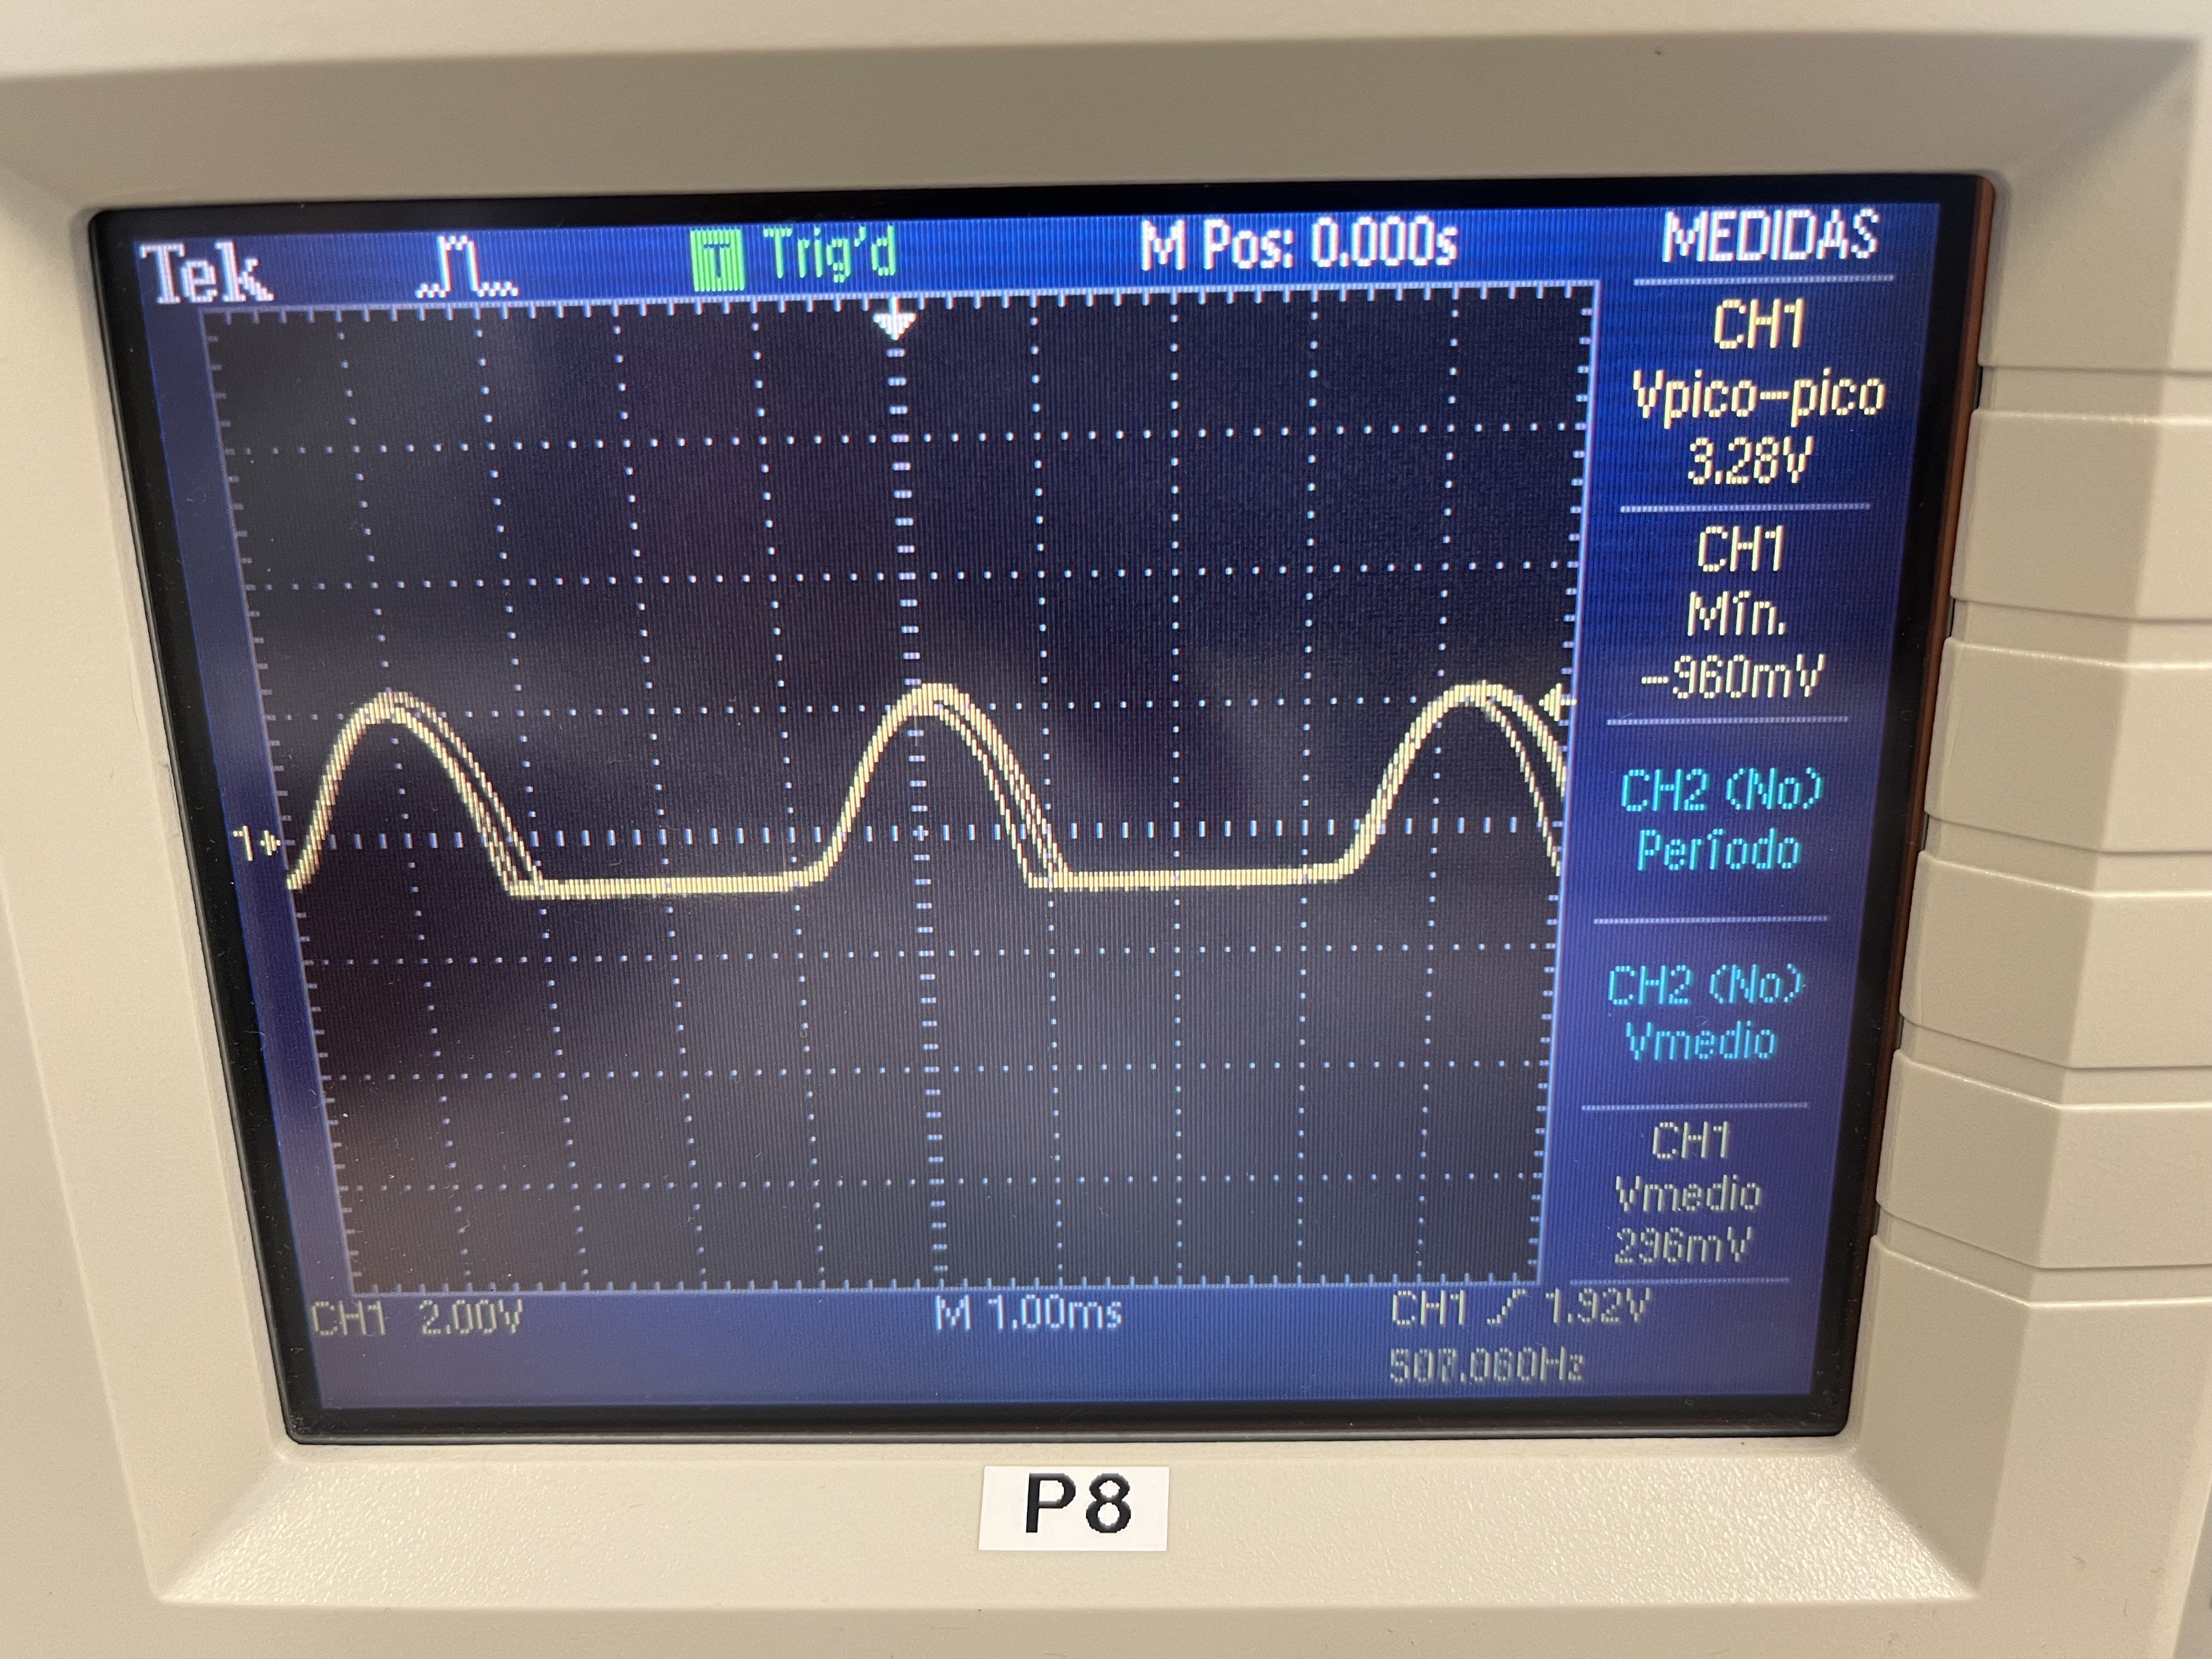 Tek
Trig'd
M Pos: 0.000s
MEDIDAS
CH1
Vpico-pico
3.28V
CH1
Mín.
-960mV
CH2 (No)
Período
CH2 (No)
Vmedio
CH1
Vmedio
296mV
1
CH1 2.00V
M 1.00ms
CH1 1.92V
P8